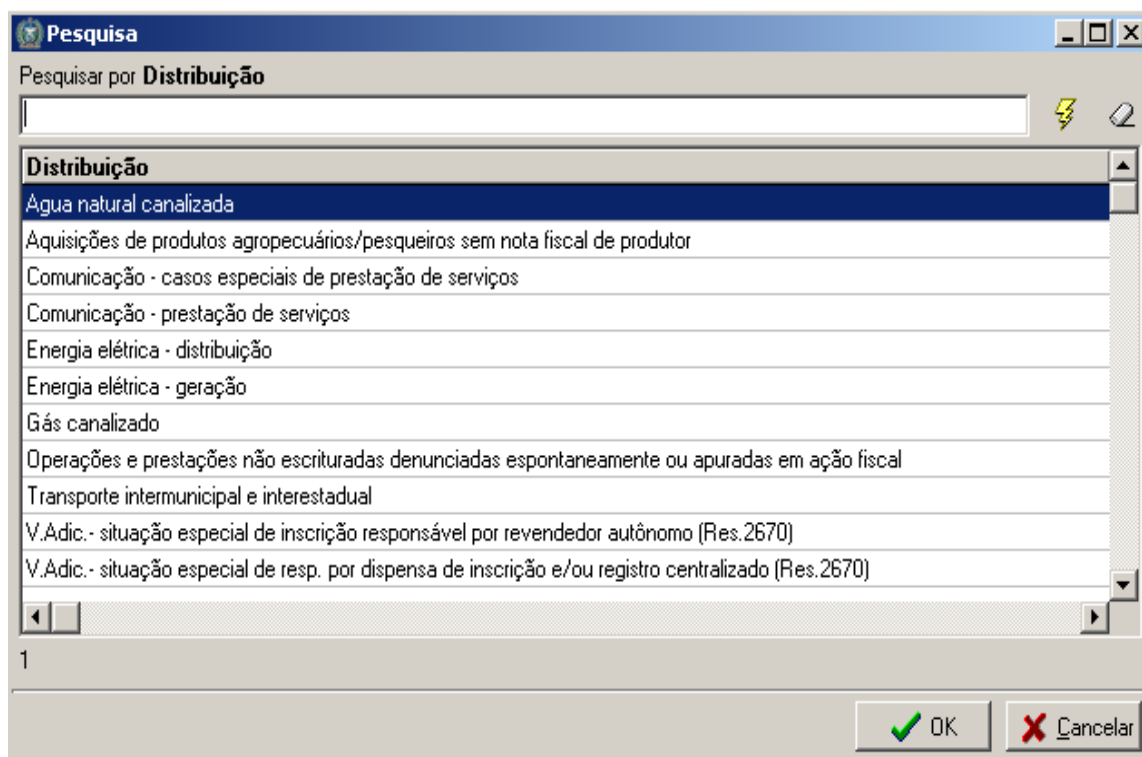 Pesquisa
Pesquisar por Distribuição
Distribuição
Agua natural canalizada
Aquisições de produtos agropecuários/pesqueiros sem nota fiscal de produtor
Comunicação - casos especiais de prestação de serviços
Comunicação - prestação de serviços
Energia elétrica - distribuição
Energia elétrica - geração
Gás canalizado
Operações e prestações não escrituradas denunciadas espontaneamente ou apuradas em ação fiscal
Transporte intermunicipal e interestadual
V.Adic.- situação especial de inscrição responsável por revendedor autônomo (Res.2670)
V.Adic.- situação especial de resp. por dispensa de inscrição e/ou registro centralizado (Res.2670)
1
OK
Cancelar